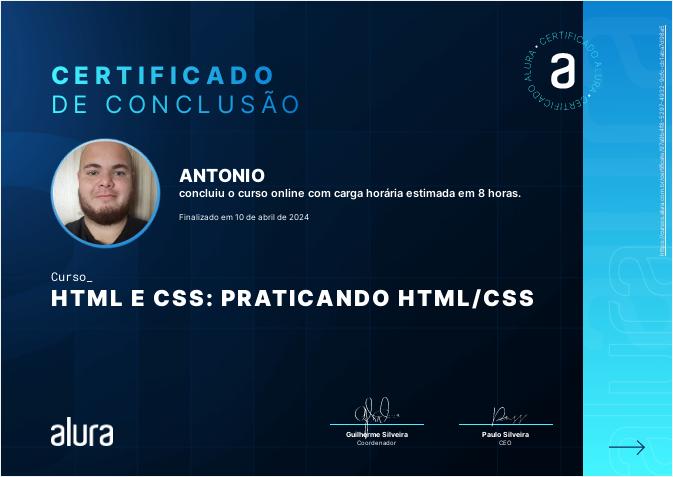 CERTIFICADO
DE CONCLUSÃO
CERTIFICADO ALURA • CERTIFICADO ALURA •
a
ANTONIO
concluiu o curso online com carga horária estimada em 8 horas.
Finalizado em 10 de abril de 2024
Curso_
HTML E CSS: PRATICANDO HTML/CSS
alura
Guilherme Silveira
Coordenador
Paulo Silveira
CEO
alura